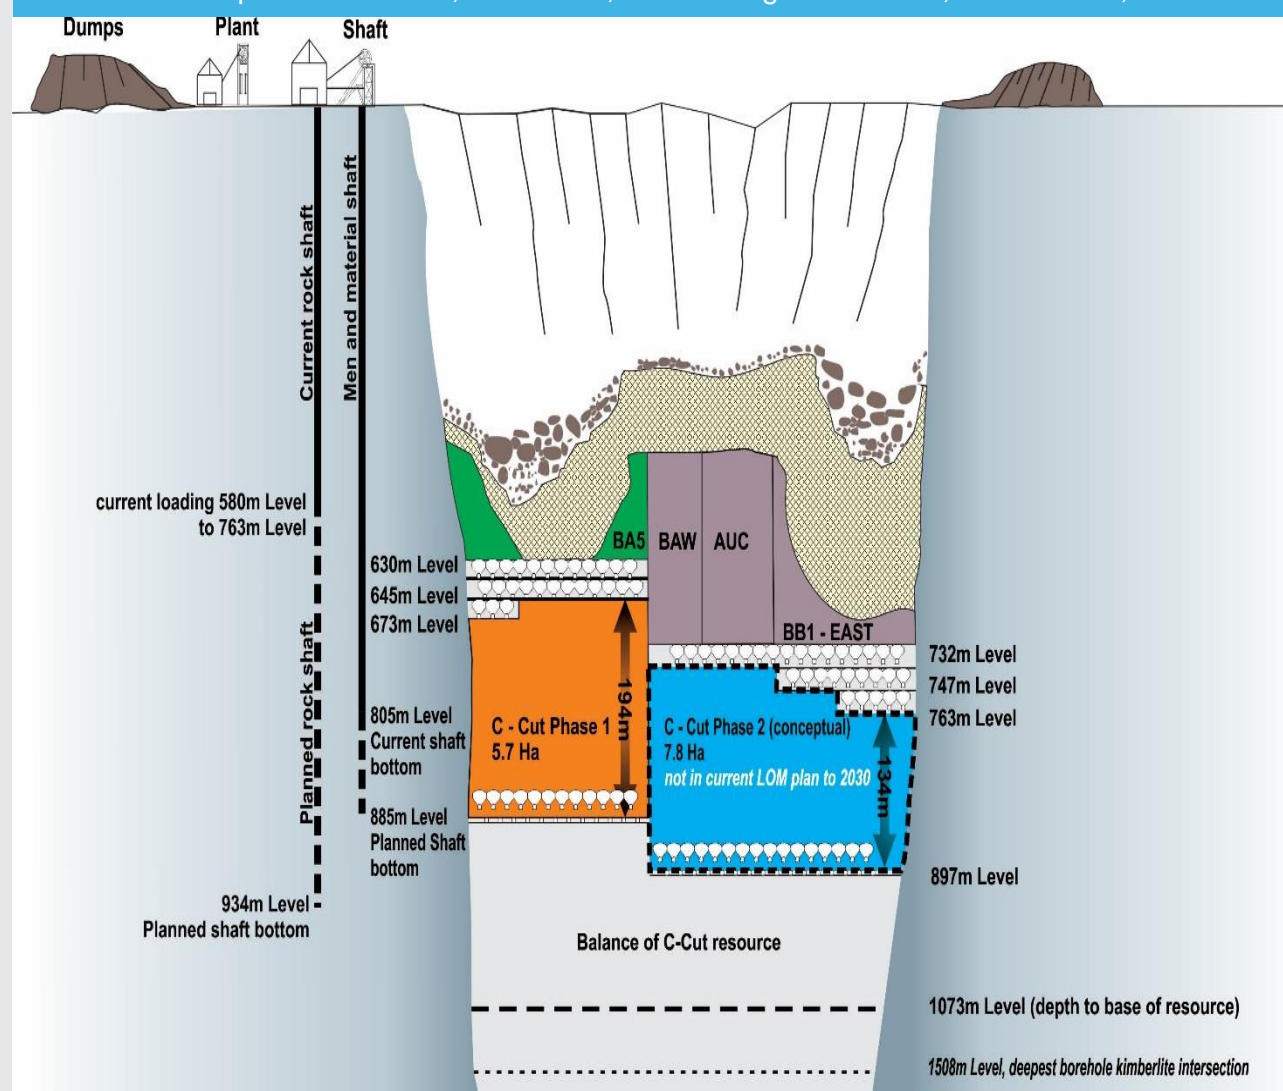 Dumps
Plant
Shaft
Current rock shaft
Men and material shaft
current loading 580m Level
to 763m Level
Planned rock shaft
630m Level
645m Level
673m Level
805m Level
Current shaft
bottom
885m Level
Planned Shaft
bottom
934m Level
Planned shaft bottom
BA5
BAW
AUC
BB1 - EAST
194m
C - Cut Phase 1
5.7 Ha
C - Cut Phase 2 (conceptual)
7.8 Ha
not in current LOM plan to 2030
134m
732m Level
747m Level
763m Level
897m Level
Balance of C-Cut resource
1073m Level (depth to base of resource)
1508m Level, deepest borehole kimberlite intersection